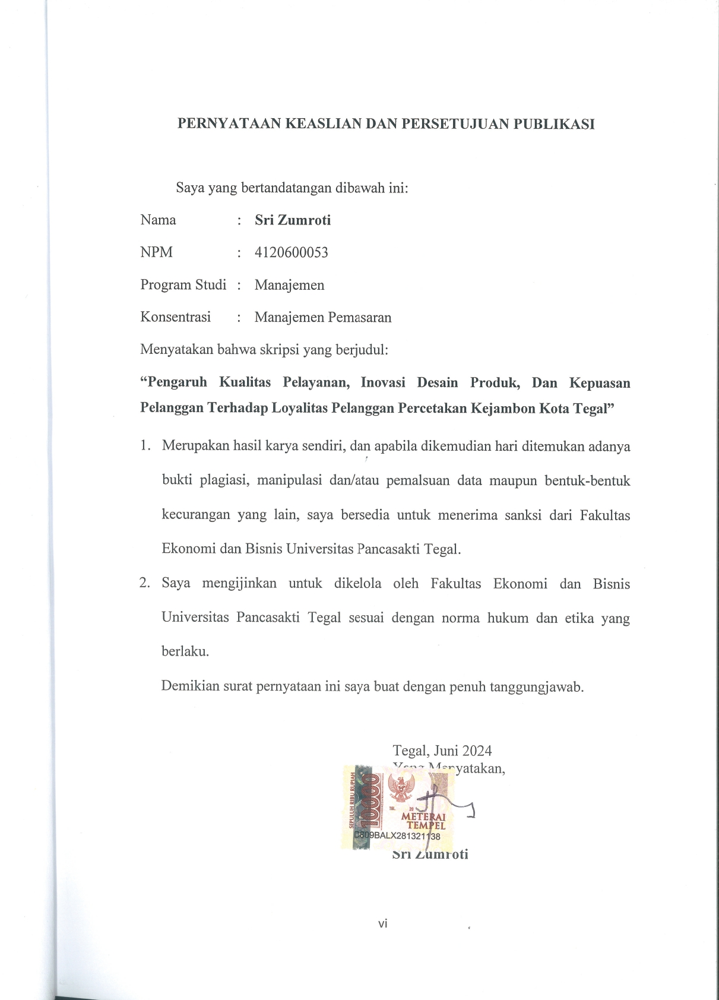 PERNYATAAN KEASLIAN DAN PERSETUJUAN PUBLIKASI
Saya yang bertandatangan dibawah ini:
Nama : Sri Zumroti
NPM : 4120600053
Program Studi : Manajemen
Konsentrasi : Manajemen Pemasaran
Menyatakan bahwa skripsi yang berjudul:
“Pengaruh Kualitas Pelayanan, Inovasi Desain Produk, Dan Kepuasan
Pelanggan Terhadap Loyalitas Pelanggan Percetakan Kejambon Kota Tegal”
1. Merupakan hasil karya sendiri, dan apabila dikemudian hari ditemukan adanya
bukti plagiasi, manipulasi dan/atau pemalsuan data maupun bentuk-bentuk
kecurangan yang lain, saya bersedia untuk menerima sanksi dari Fakultas
Ekonomi dan Bisnis Universitas Pancasakti Tegal.
2. Saya mengijinkan untuk dikelola oleh Fakultas Ekonomi dan Bisnis
Universitas Pancasakti Tegal sesuai dengan norma hukum dan etika yang
berlaku.
Demikian surat pernyataan ini saya buat dengan penuh tanggungjawab.
Tegal, Juni 2024
Yang Menyatakan,
SEPULUH RIBU RUPIAH
10000
TGL. 20
METERAI
TEMPEL
D809BALX281321138
Sri Zumroti
vi